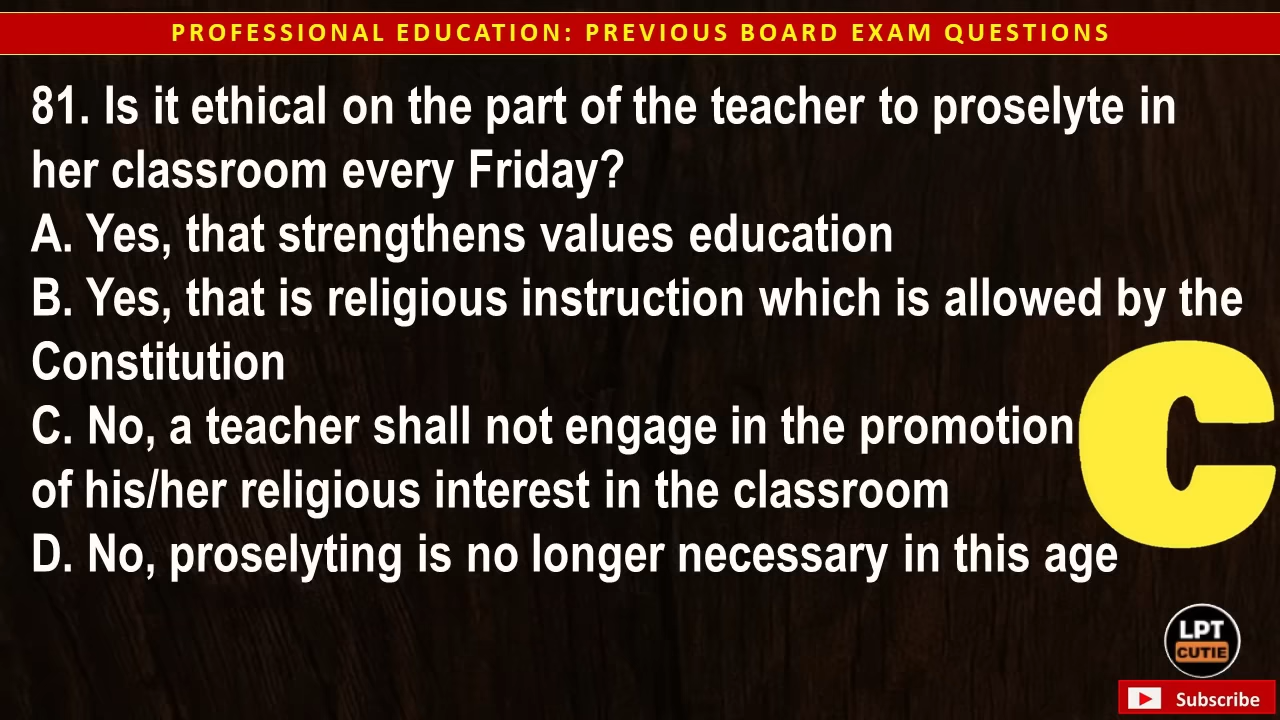 PROFESSIONAL EDUCATION: PREVIOUS BOARD EXAM QUESTIONS
81. Is it ethical on the part of the teacher to proselyte in
her classroom every Friday?
A. Yes, that strengthens values education
B. Yes, that is religious instruction which is allowed by the
Constitution
C. No, a teacher shall not engage in the promotion
of his/her religious interest in the classroom
D. No, proselyting is no longer necessary in this age
C
LPT
CUTIE
Subscribe